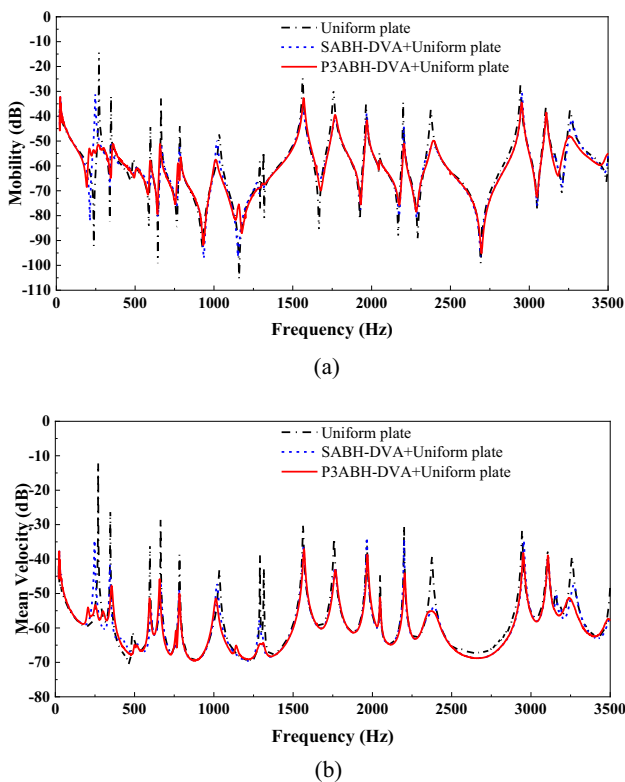 0
-10
-20
-30
-40
-50
-60
-70
-80
-90
-100
-110
Mobility (dB)
Uniform plate
SABH-DVA+Uniform plate
P3ABH-DVA+Uniform plate
0 500 1000 1500 2000 2500 3000 3500
Frequency (Hz)
(a)
0
-10
-20
-30
-40
-50
-60
-70
-80
Mean Velocity (dB)
Uniform plate
SABH-DVA+Uniform plate
P3ABH-DVA+Uniform plate
0 500 1000 1500 2000 2500 3000 3500
Frequency (Hz)
(b)